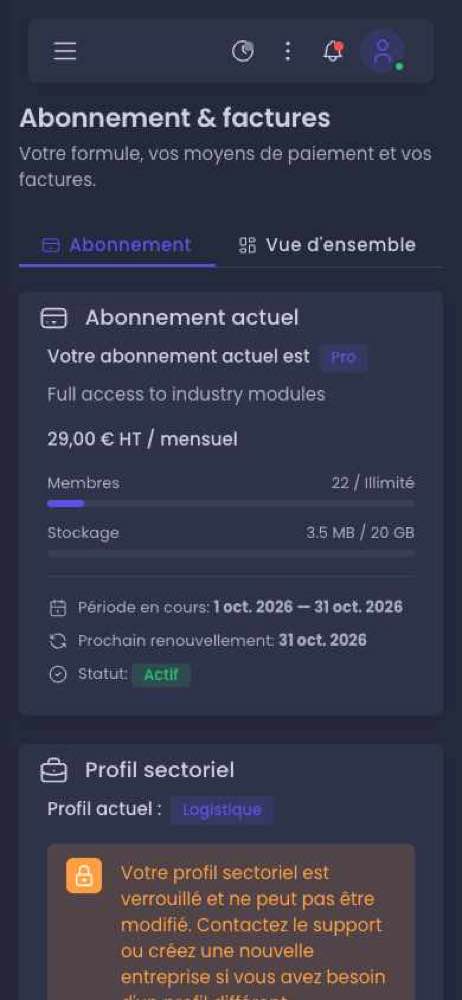 Abonnement & factures
Votre formule, vos moyens de paiement et vos
factures.
Abonnement
Vue d'ensemble
Abonnement actuel
Votre abonnement actuel est Pro
Full access to industry modules
29,00 € HT / mensuel
Membres 22 / Illimité
Stockage 3.5 MB / 20 GB
Période en cours: 1 oct. 2026 — 31 oct. 2026
Prochain renouvellement: 31 oct. 2026
Statut: Actif
Profil sectoriel
Profil actuel : Logistique
Votre profil sectoriel est
verrouillé et ne peut pas être
modifié. Contactez le support
ou créez une nouvelle
entreprise si vous avez besoin
d'un profil différent.